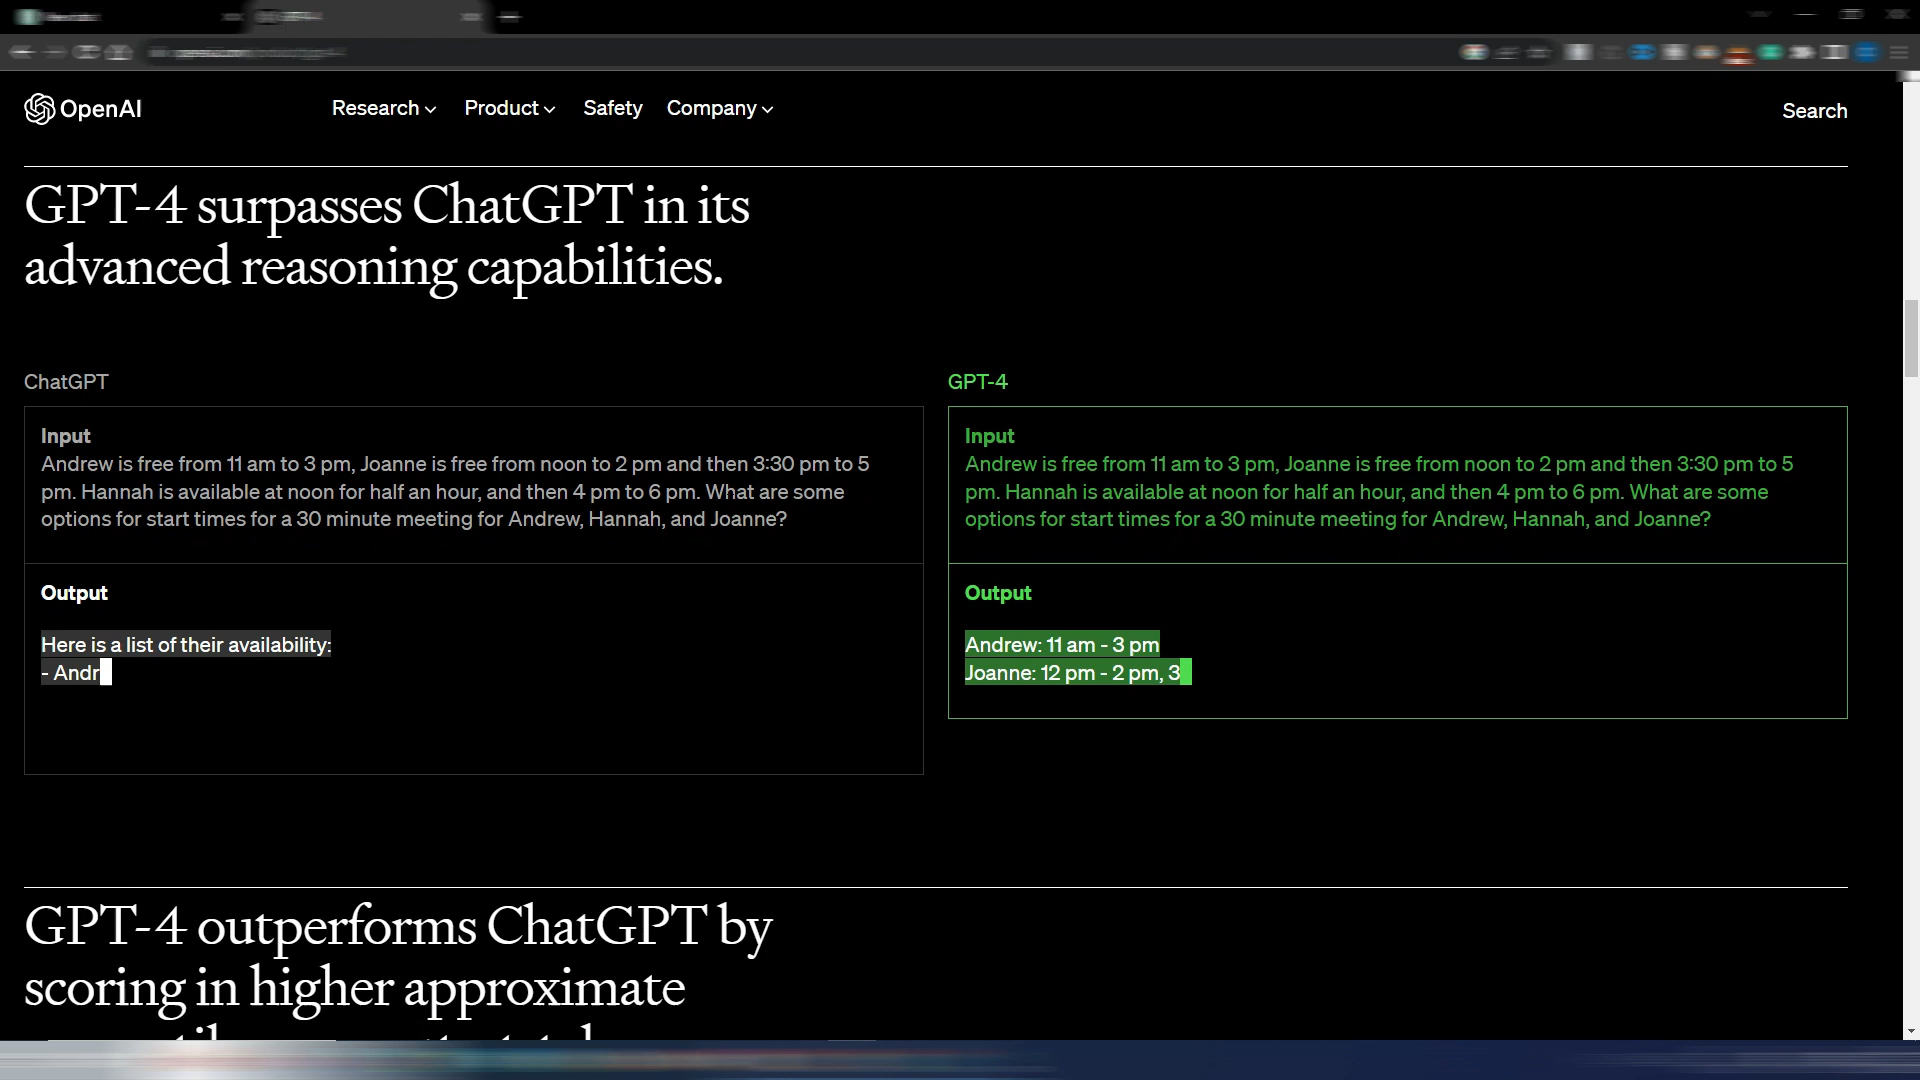 OpenAI
Research
Product
Safety
Company
Search
GPT-4 surpasses ChatGPT in its
advanced reasoning capabilities.
ChatGPT
Input
Andrew is free from 11 am to 3 pm, Joanne is free from noon to 2 pm and then 3:30 pm to 5
pm. Hannah is available at noon for half an hour, and then 4 pm to 6 pm. What are some
options for start times for a 30 minute meeting for Andrew, Hannah, and Joanne?
Output
Here is a list of their availability:
- Andr
GPT-4
Input
Andrew is free from 11 am to 3 pm, Joanne is free from noon to 2 pm and then 3:30 pm to 5
pm. Hannah is available at noon for half an hour, and then 4 pm to 6 pm. What are some
options for start times for a 30 minute meeting for Andrew, Hannah, and Joanne?
Output
Andrew: 11 am - 3 pm
Joanne: 12 pm - 2 pm, 3
GPT-4 outperforms ChatGPT by
scoring in higher approximate